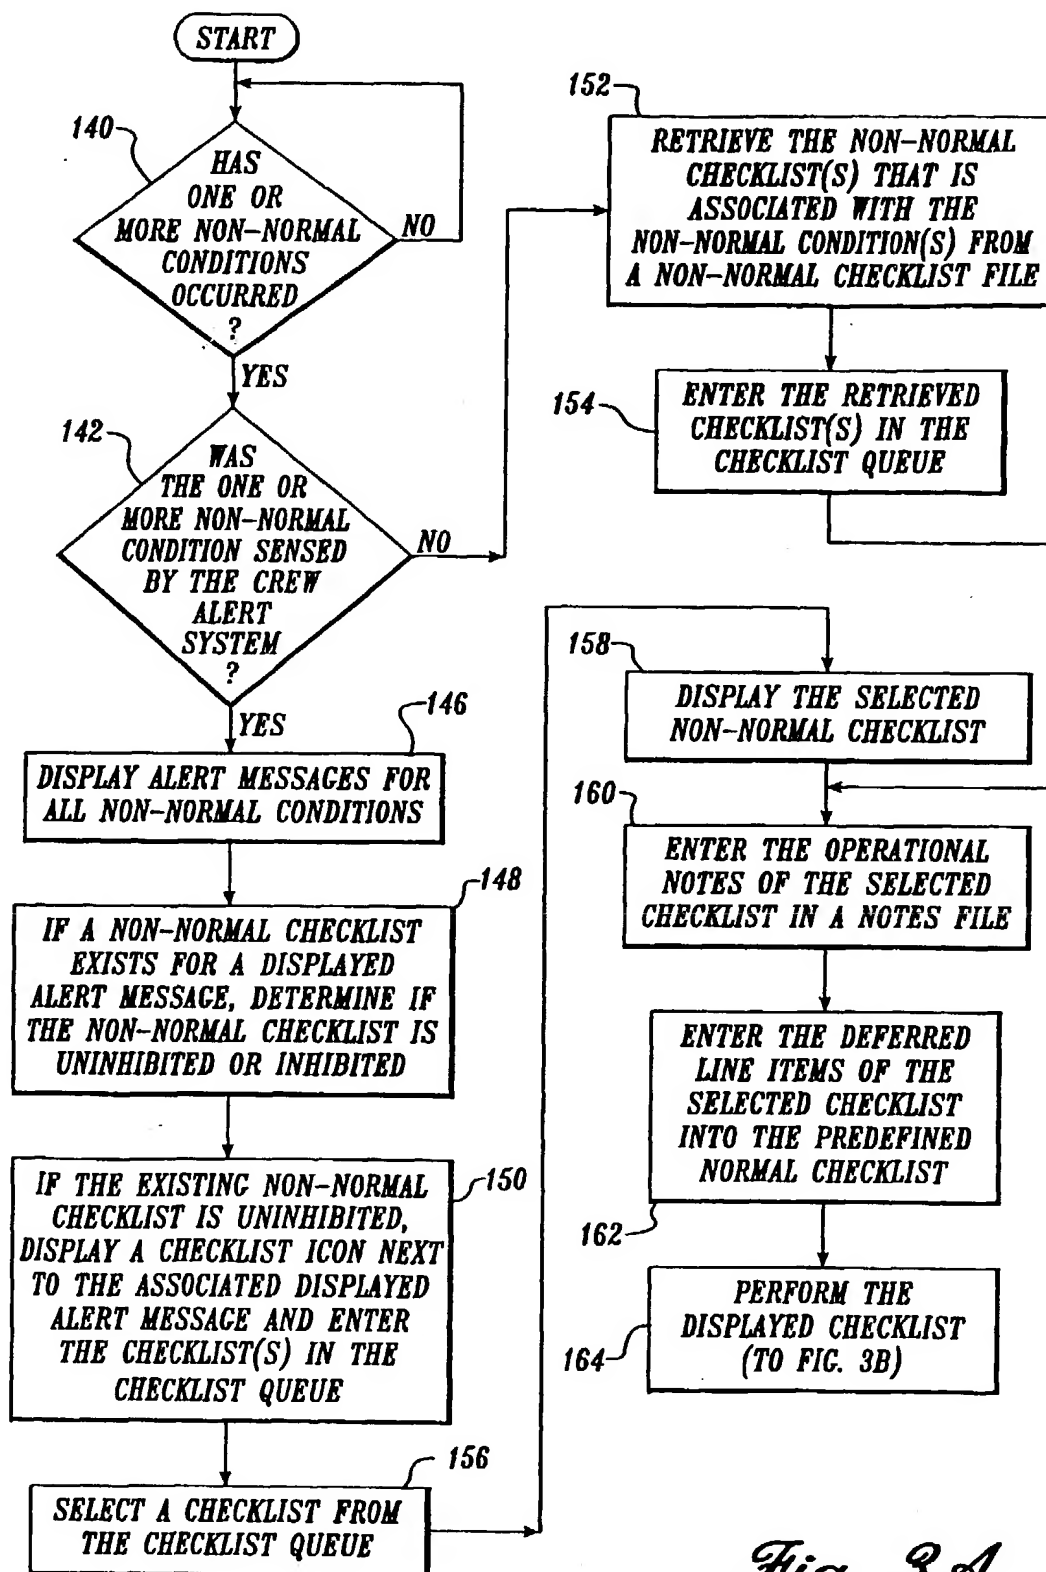 START
140
HAS
ONE OR
MORE NON-NORMAL
CONDITIONS
OCCURRED
?
NO
YES
142
WAS
THE ONE OR
MORE NON-NORMAL
CONDITION SENSED
BY THE CREW
ALERT
SYSTEM
?
NO
YES
146
DISPLAY ALERT MESSAGES FOR
ALL NON-NORMAL CONDITIONS
148
IF A NON-NORMAL CHECKLIST
EXISTS FOR A DISPLAYED
ALERT MESSAGE, DETERMINE IF
THE NON-NORMAL CHECKLIST IS
UNINHIBITED OR INHIBITED
150
IF THE EXISTING NON-NORMAL
CHECKLIST IS UNINHIBITED,
DISPLAY A CHECKLIST ICON NEXT
TO THE ASSOCIATED DISPLAYED
ALERT MESSAGE AND ENTER
THE CHECKLIST(S) IN THE
CHECKLIST QUEUE
156
SELECT A CHECKLIST FROM
THE CHECKLIST QUEUE
152
RETRIEVE THE NON-NORMAL
CHECKLIST(S) THAT IS
ASSOCIATED WITH THE
NON-NORMAL CONDITION(S) FROM
A NON-NORMAL CHECKLIST FILE
154
ENTER THE RETRIEVED
CHECKLIST(S) IN THE
CHECKLIST QUEUE
158
DISPLAY THE SELECTED
NON-NORMAL CHECKLIST
160
ENTER THE OPERATIONAL
NOTES OF THE SELECTED
CHECKLIST IN A NOTES FILE
ENTER THE DEFERRED
LINE ITEMS OF THE
SELECTED CHECKLIST
INTO THE PREDEFINED
NORMAL CHECKLIST
162
PERFORM THE
DISPLAYED CHECKLIST
(TO FIG. 3B)
164
Fig. 3A